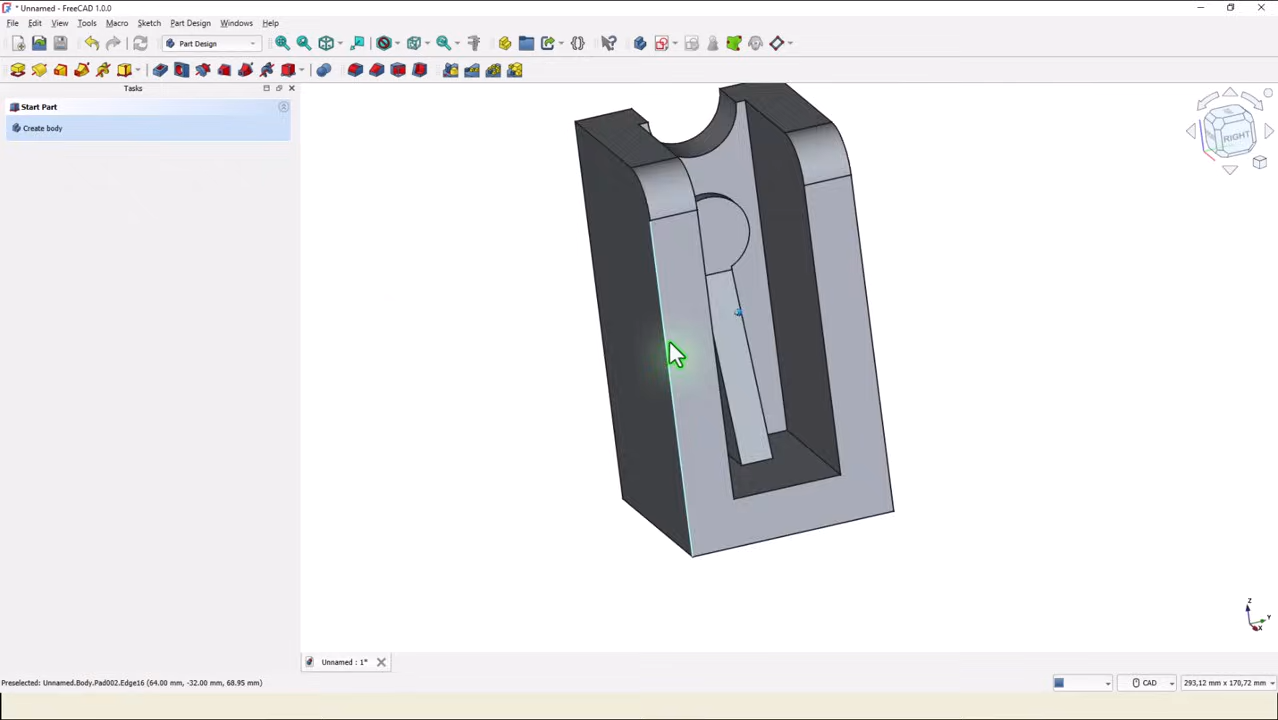 * Unnamed - FreeCAD 1.0.0
File Edit View Tools Macro Sketch Part Design Windows Help
Part Design
Tasks
Start Part
Create body
RIGHT
Z
Y
X
Unnamed : 1*
Preselected: Unnamed.Body.Pad002.Edge16 (64.00 mm, -32.00 mm, 68.95 mm)
CAD
293,12 mm x 170,72 mm